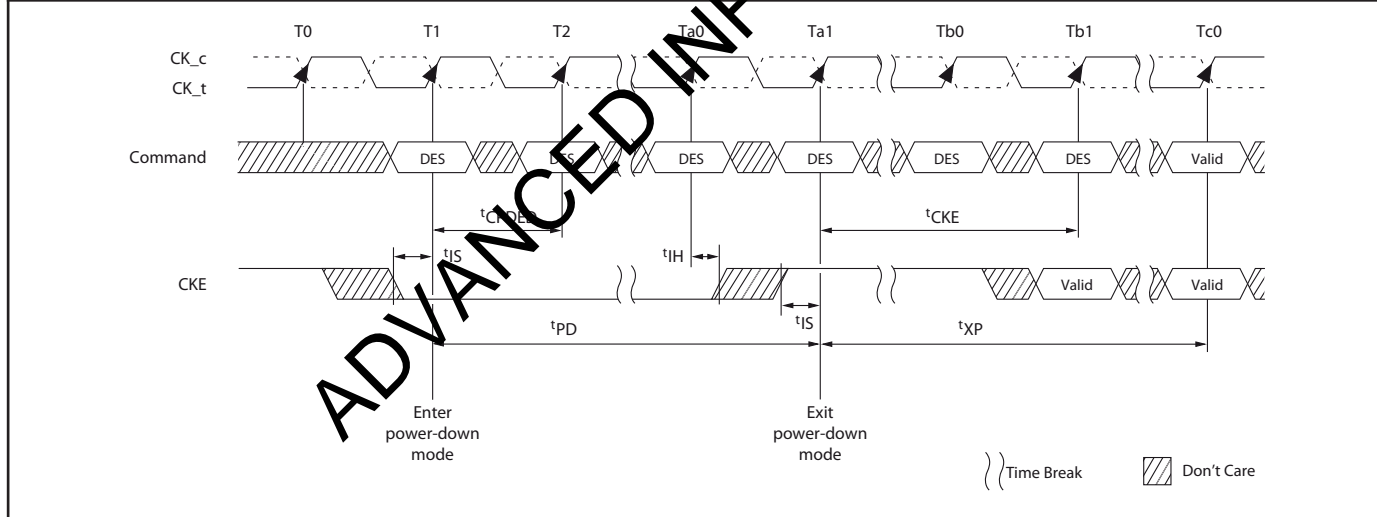 T0 T1 T2 Ta0 Ta1 Tb0 Tb1 Tc0
CK_c
CK_t
Command DES DES DES DES DES DES Valid
tCPDED tCKE
tIS tIH
CKE Valid Valid
tIS
tPD tXP
Enter
power-down
mode
Exit
power-down
mode
Time Break Don't Care
ADVANCED